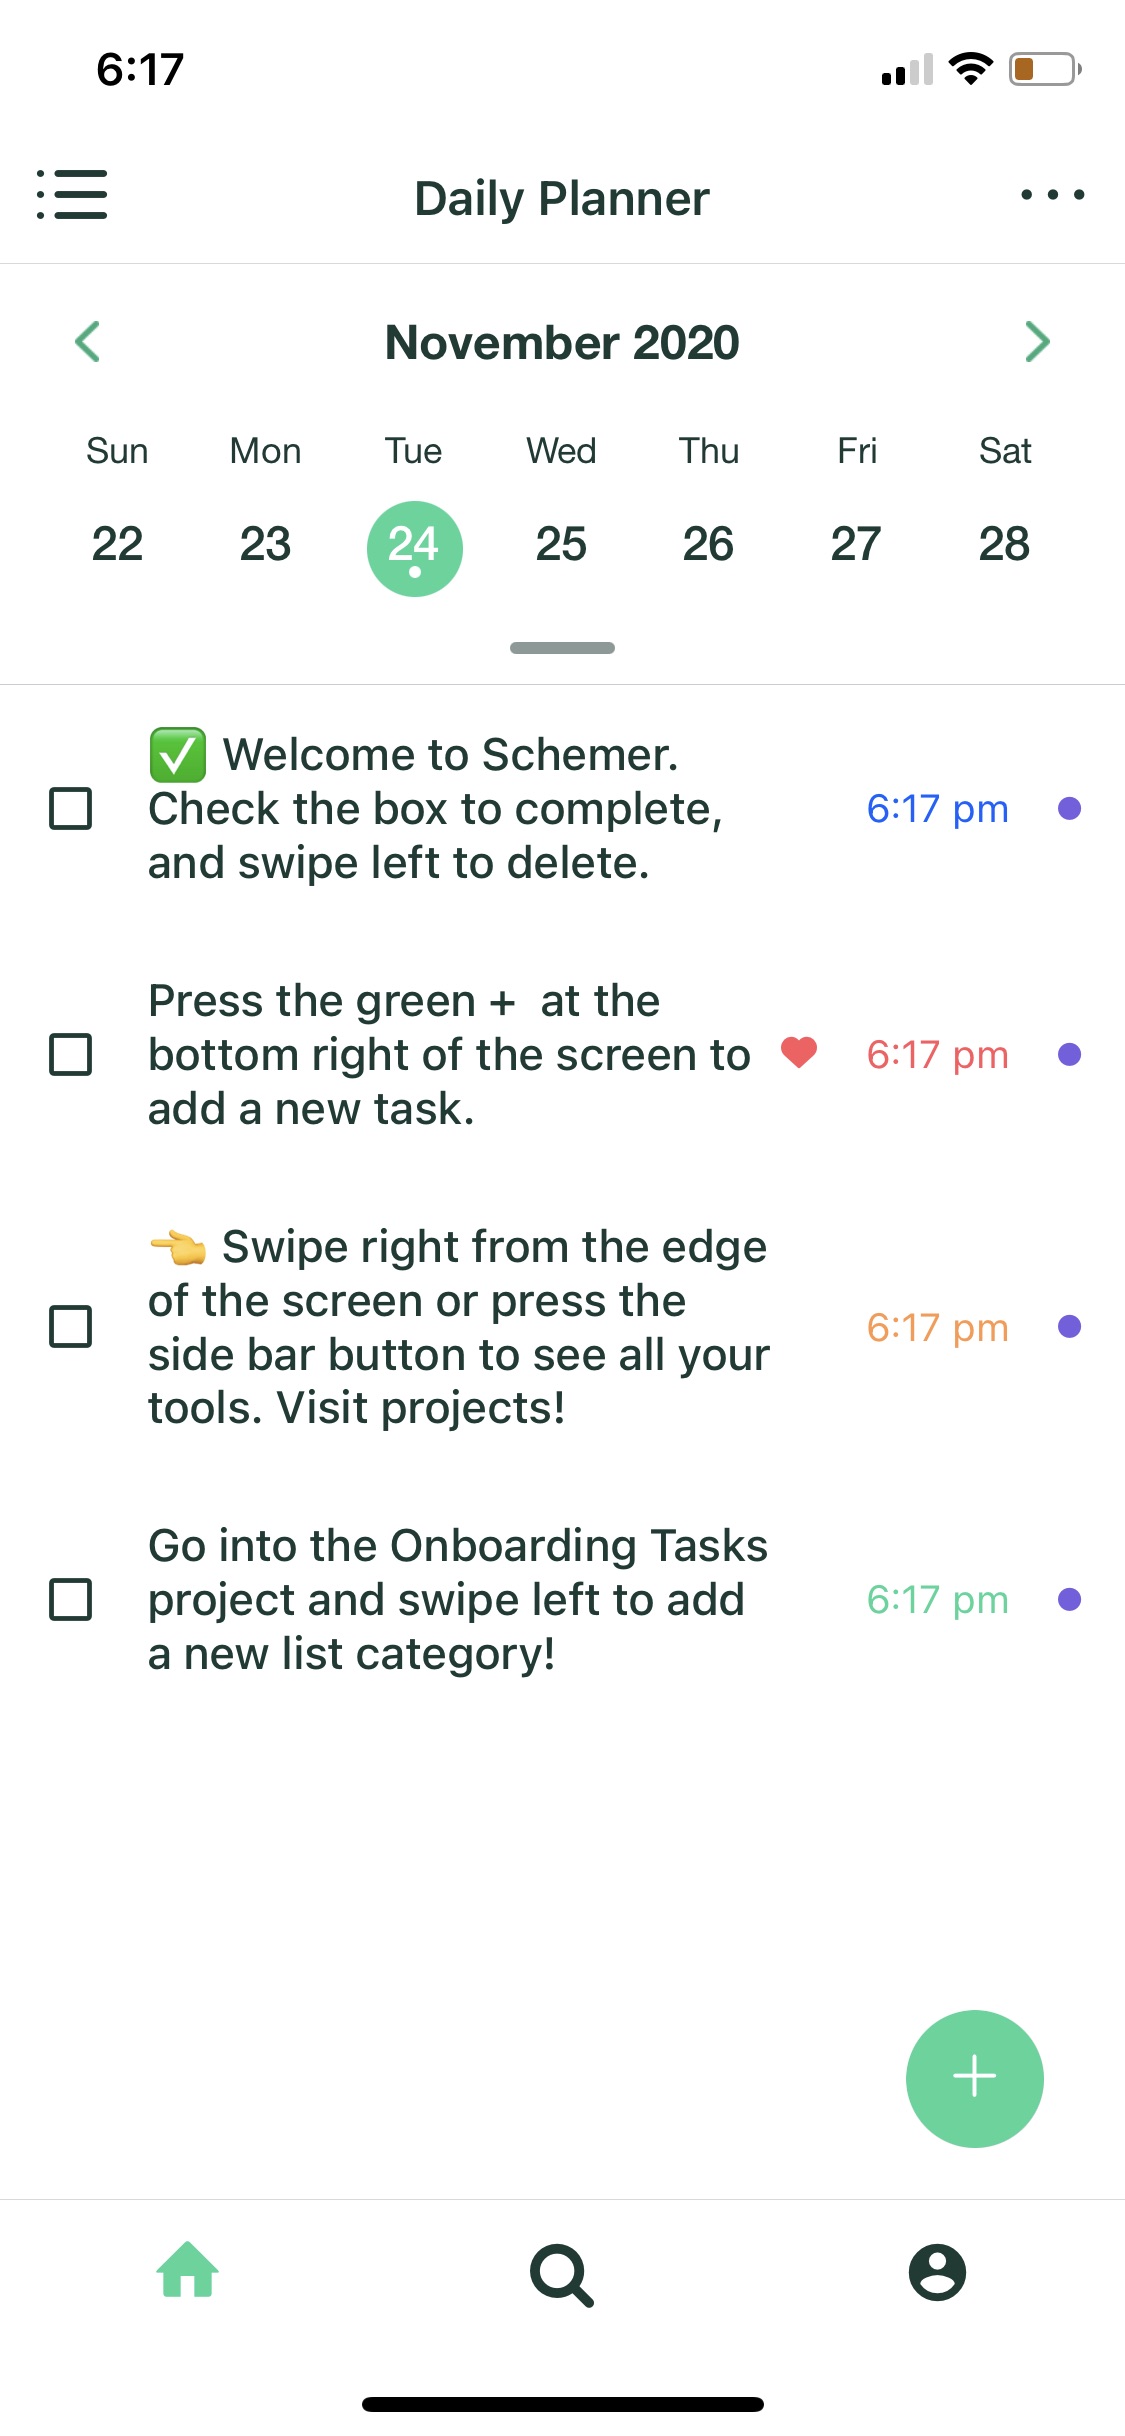 6:17
Daily Planner
November 2020
Sun Mon Tue Wed Thu Fri Sat
22 23 24 25 26 27 28
✅ Welcome to Schemer.
Check the box to complete,
and swipe left to delete.
6:17 pm
Press the green + at the
bottom right of the screen to
add a new task.
6:17 pm
👈 Swipe right from the edge
of the screen or press the
side bar button to see all your
tools. Visit projects!
6:17 pm
Go into the Onboarding Tasks
project and swipe left to add
a new list category!
6:17 pm